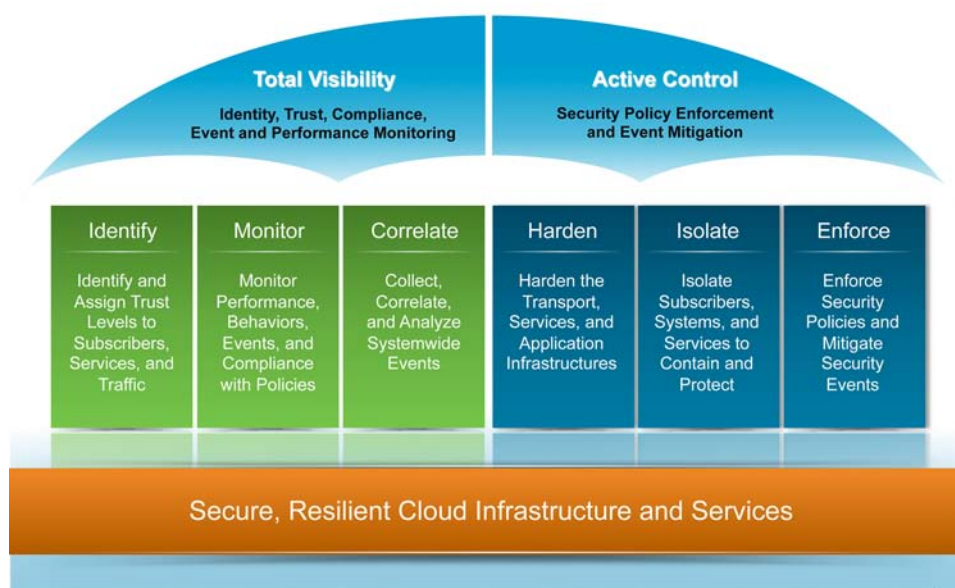 Total Visibility
Identity, Trust, Compliance,
Event and Performance Monitoring
Active Control
Security Policy Enforcement
and Event Mitigation
Identify
Identify and
Assign Trust
Levels to
Subscribers,
Services, and
Traffic
Monitor
Monitor
Performance,
Behaviors,
Events, and
Compliance
with Policies
Correlate
Collect,
Correlate,
and Analyze
Systemwide
Events
Harden
Harden the
Transport,
Services, and
Application
Infrastructures
Isolate
Isolate
Subscribers,
Systems, and
Services to
Contain and
Protect
Enforce
Enforce
Security
Policies and
Mitigate
Security
Events
Secure, Resilient Cloud Infrastructure and Services